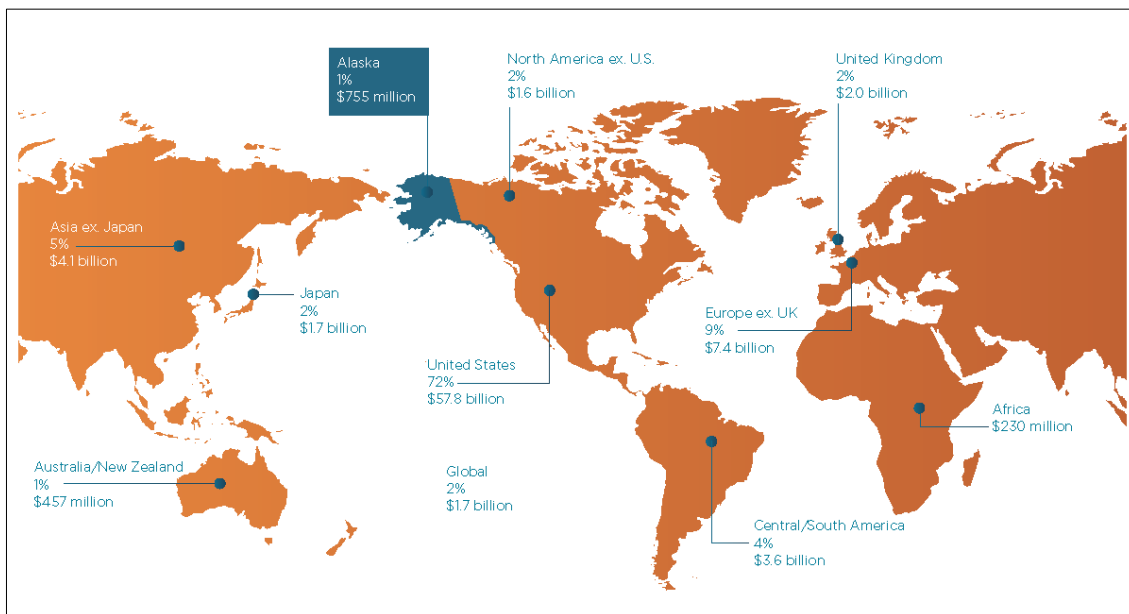 Alaska
1%
$755 million
North America ex. U.S.
2%
$1.6 billion
United Kingdom
2%
$2.0 billion
Asia ex. Japan
5%
$4.1 billion
Japan
2%
$1.7 billion
Europe ex. UK
9%
$7.4 billion
United States
72%
$57.8 billion
Africa
$230 million
Australia/New Zealand
1%
$457 million
Global
2%
$1.7 billion
Central/South America
4%
$3.6 billion